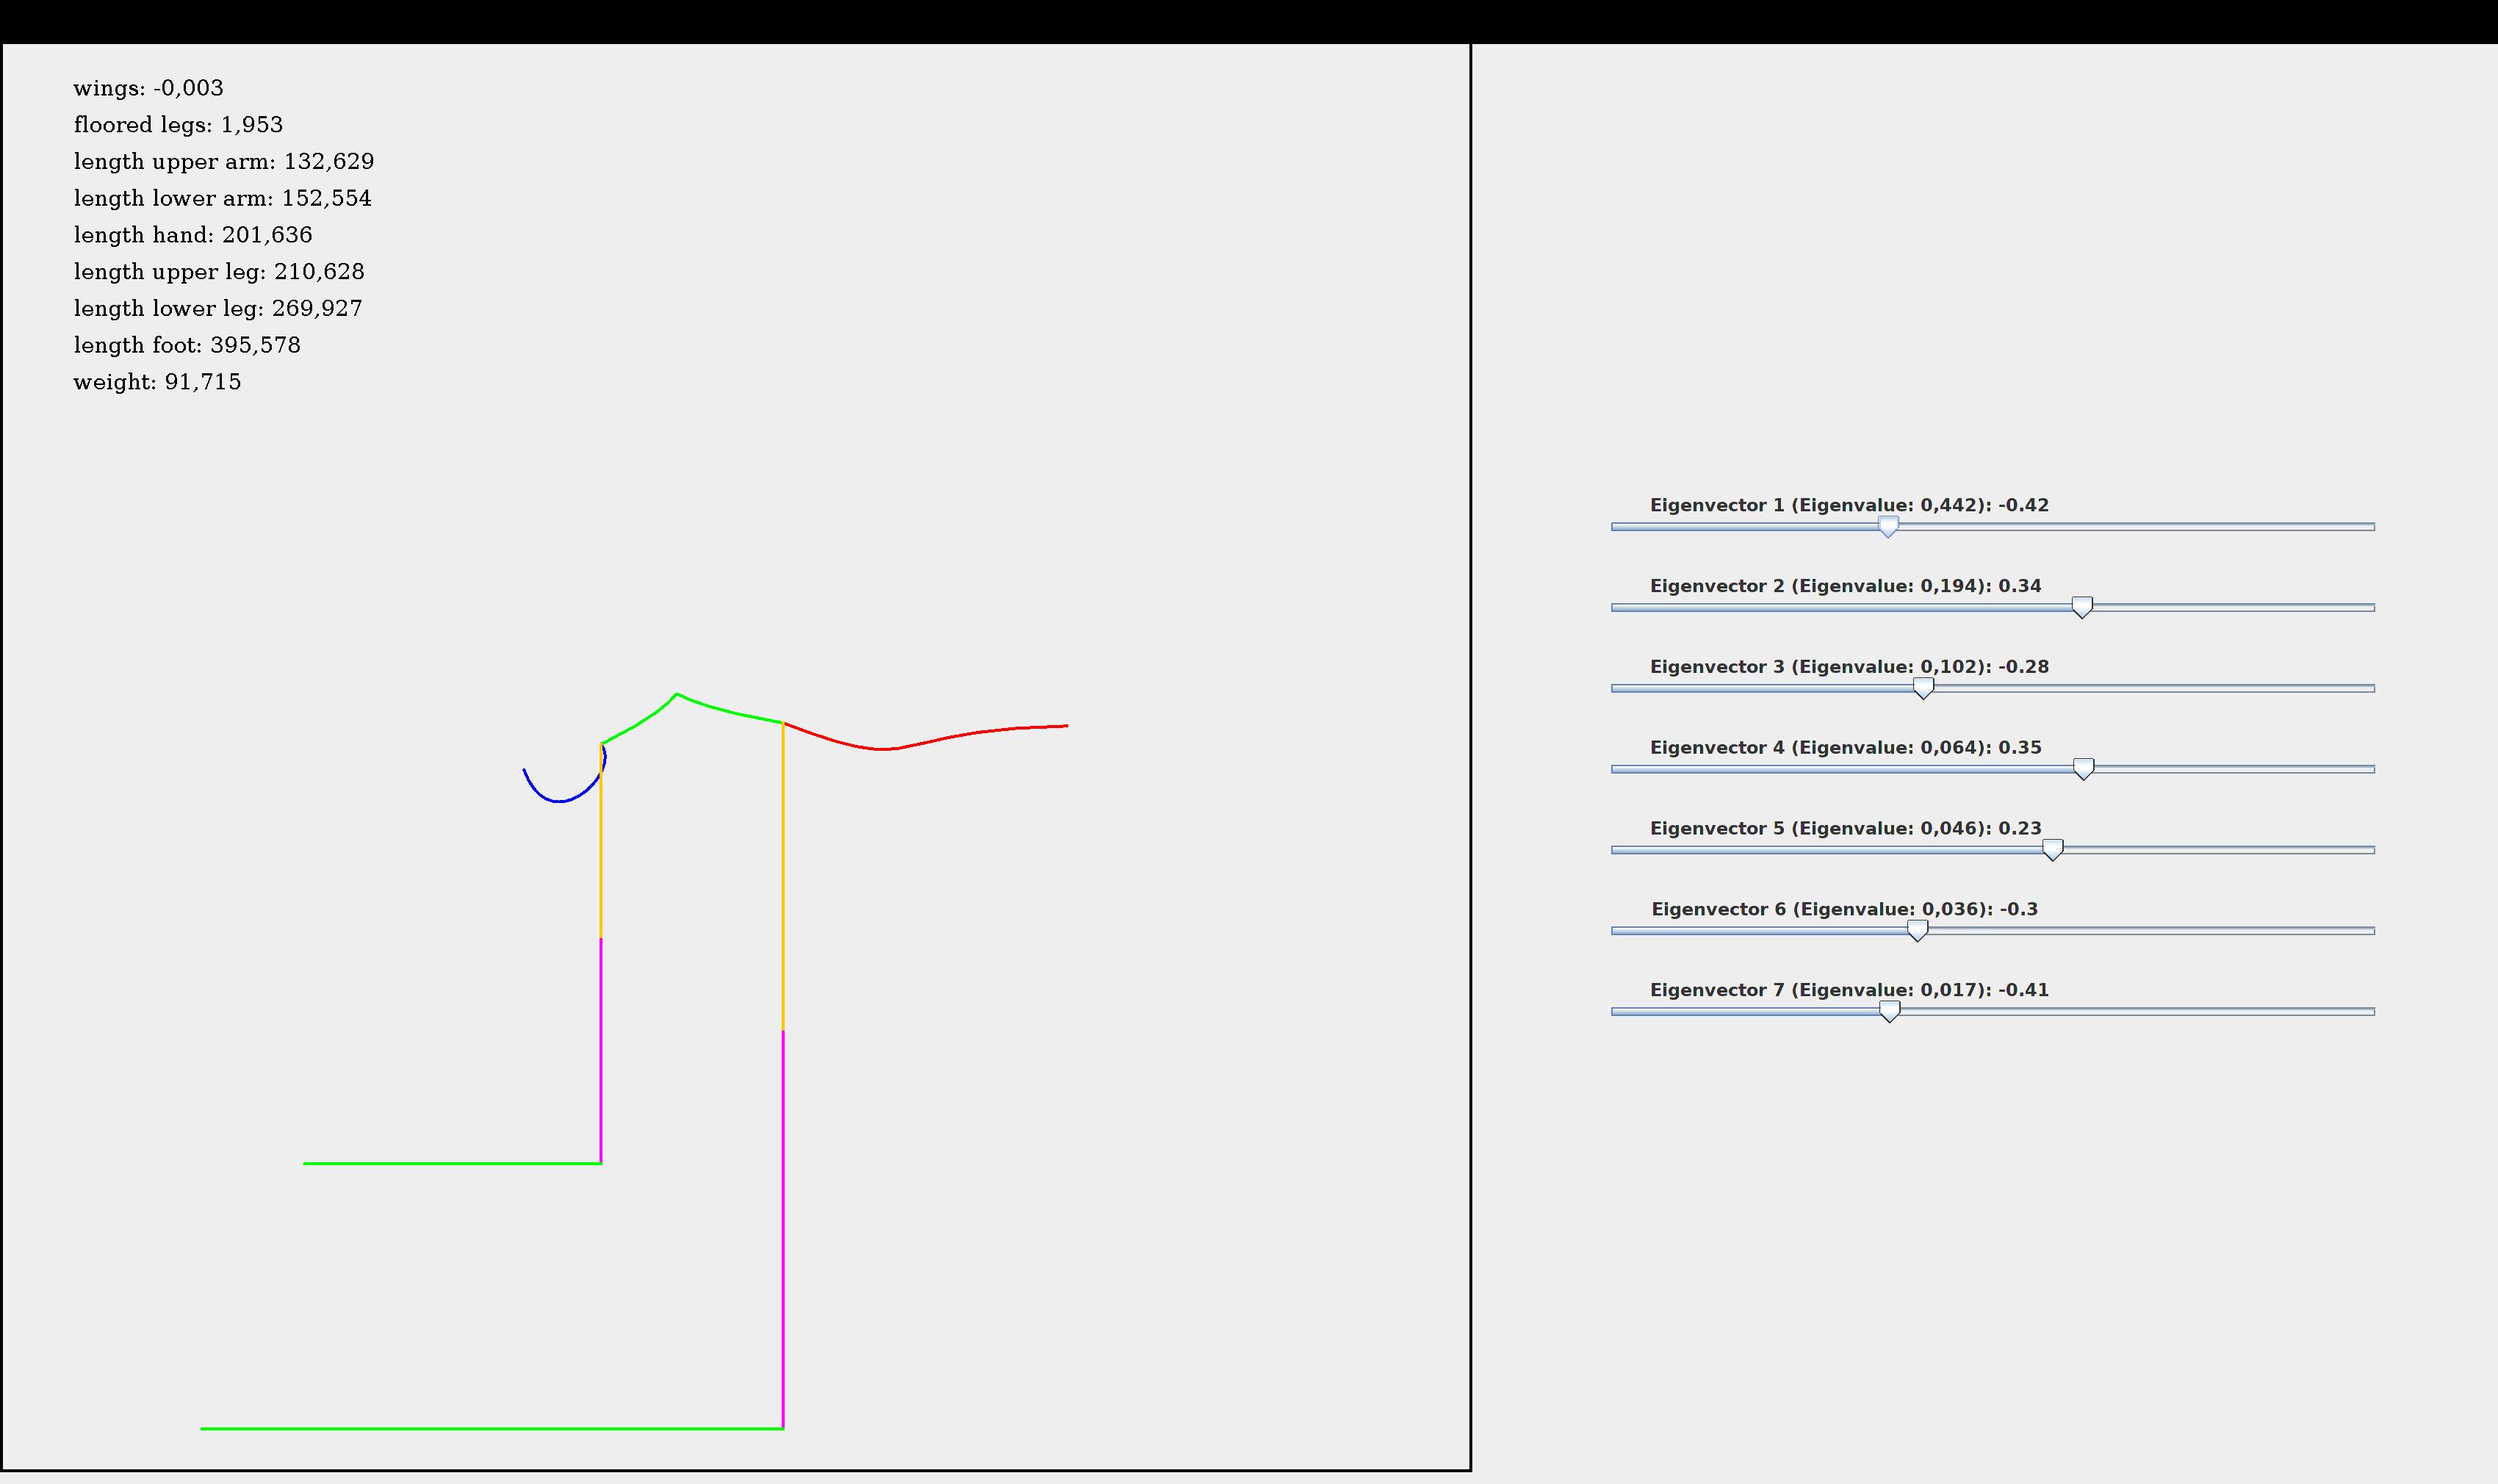 wings: -0,003
floored legs: 1,953
length upper arm: 132,629
length lower arm: 152,554
length hand: 201,636
length upper leg: 210,628
length lower leg: 269,927
length foot: 395,578
weight: 91,715
Eigenvector 1 (Eigenvalue: 0,442): -0.42
Eigenvector 2 (Eigenvalue: 0,194): 0.34
Eigenvector 3 (Eigenvalue: 0,102): -0.28
Eigenvector 4 (Eigenvalue: 0,064): 0.35
Eigenvector 5 (Eigenvalue: 0,046): 0.23
Eigenvector 6 (Eigenvalue: 0,036): -0.3
Eigenvector 7 (Eigenvalue: 0,017): -0.41